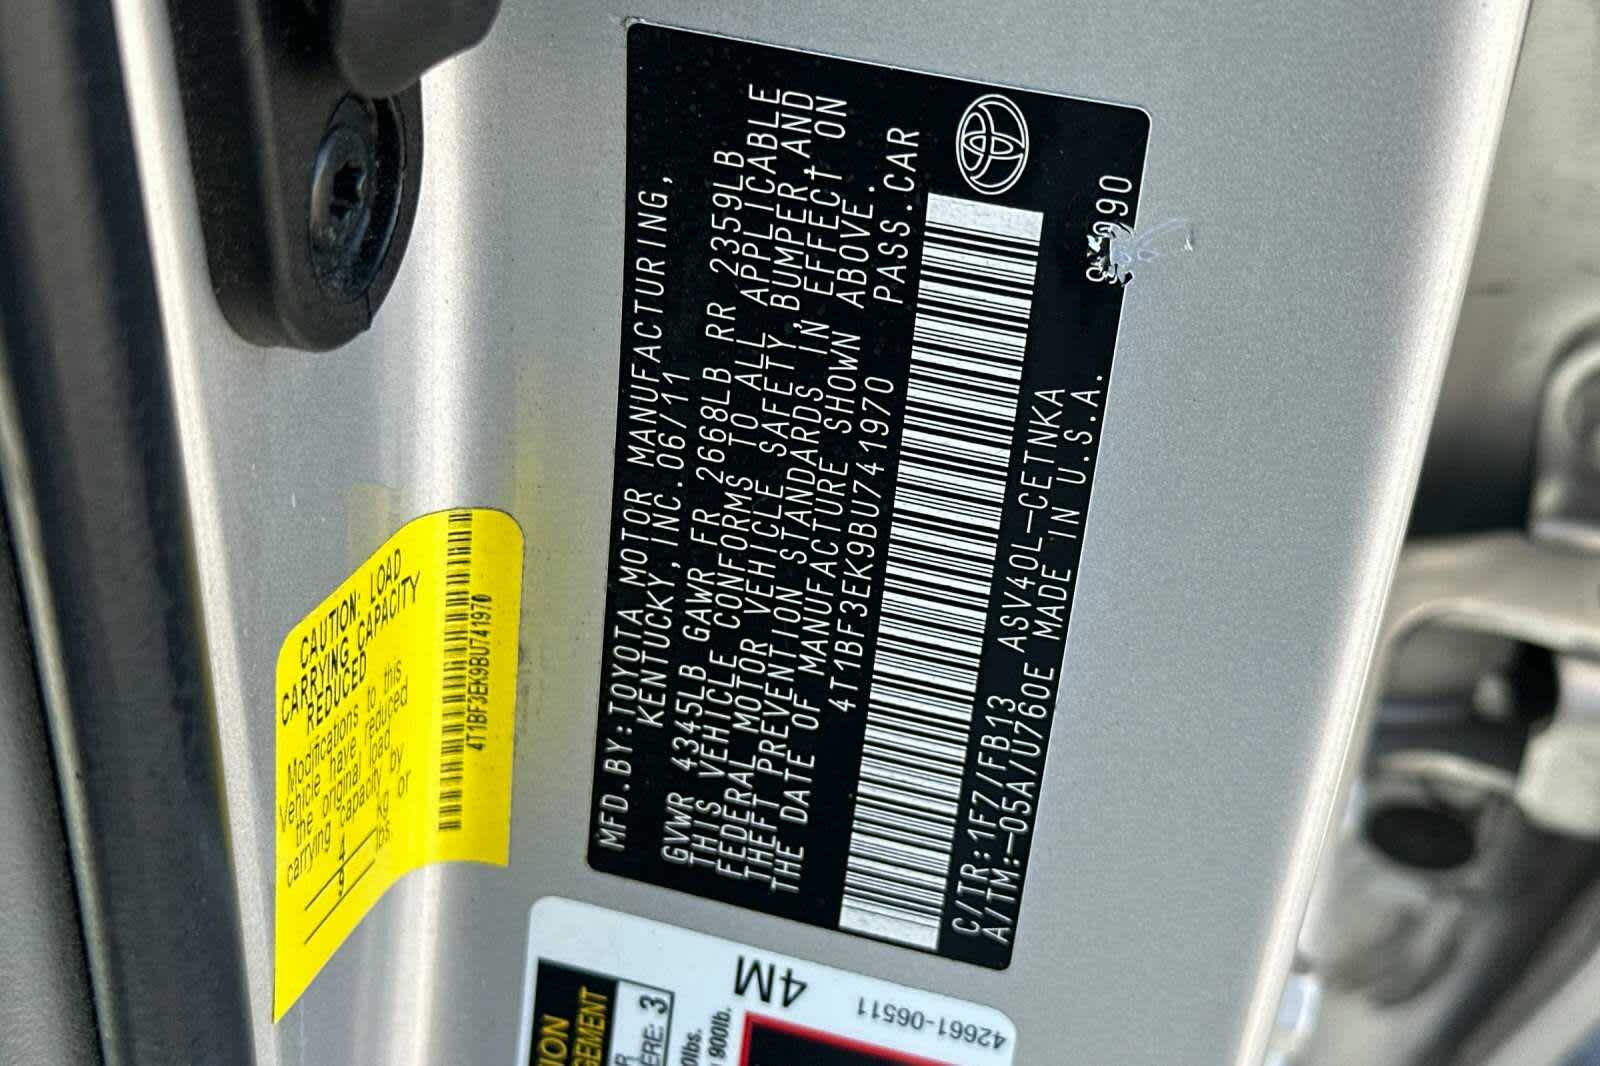 MFD.BY:TOYOTA MOTOR MANUFACTURING,
KENTUCKY,INC.06/11
GVWR 4345LB GAWR FR 2668LB RR 2359LB
THIS VEHICLE CONFORMS TO ALL APPLICABLE
FEDERAL MOTOR VEHICLE SAFETY,BUMPER,AND
THEFT PREVENTION STANDARDS IN EFFECT ON
THE DATE OF MANUFACTURE SHOWN ABOVE.
4T1BF3EK9BU741970 PASS.CAR
C/TR:1F7/FB13 ASV40L-CETNKA
A/TM:-05A/U760E MADE IN U.S.A.
CAUTION: LOAD
CARRYING CAPACITY
REDUCED
Modifications to this
Vehicle have reduced
the original load
carrying capacity by
4 kg or
9 lbs.
4T1BF3EK9BU741970
4M
42661-06511
3
900lb.